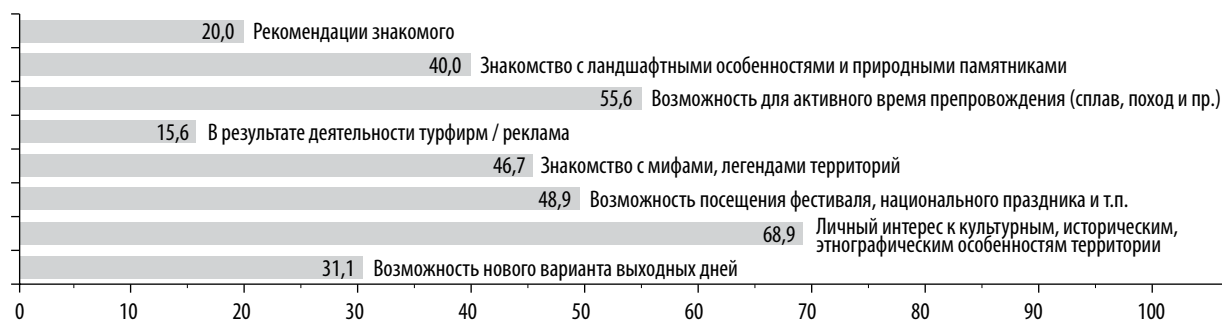 20,0 Рекомендации знакомого
40,0 Знакомство с ландшафтными особенностями и природными памятниками
55,6 Возможность для активного время препровождения (сплав, поход и пр.)
15,6 В результате деятельности турфирм / реклама
46,7 Знакомство с мифами, легендами территорий
48,9 Возможность посещения фестиваля, национального праздника и т.п.
68,9 Личный интерес к культурным, историческим,
этнографическим особенностям территории
31,1 Возможность нового варианта выходных дней
0 10 20 30 40 50 60 70 80 90 100